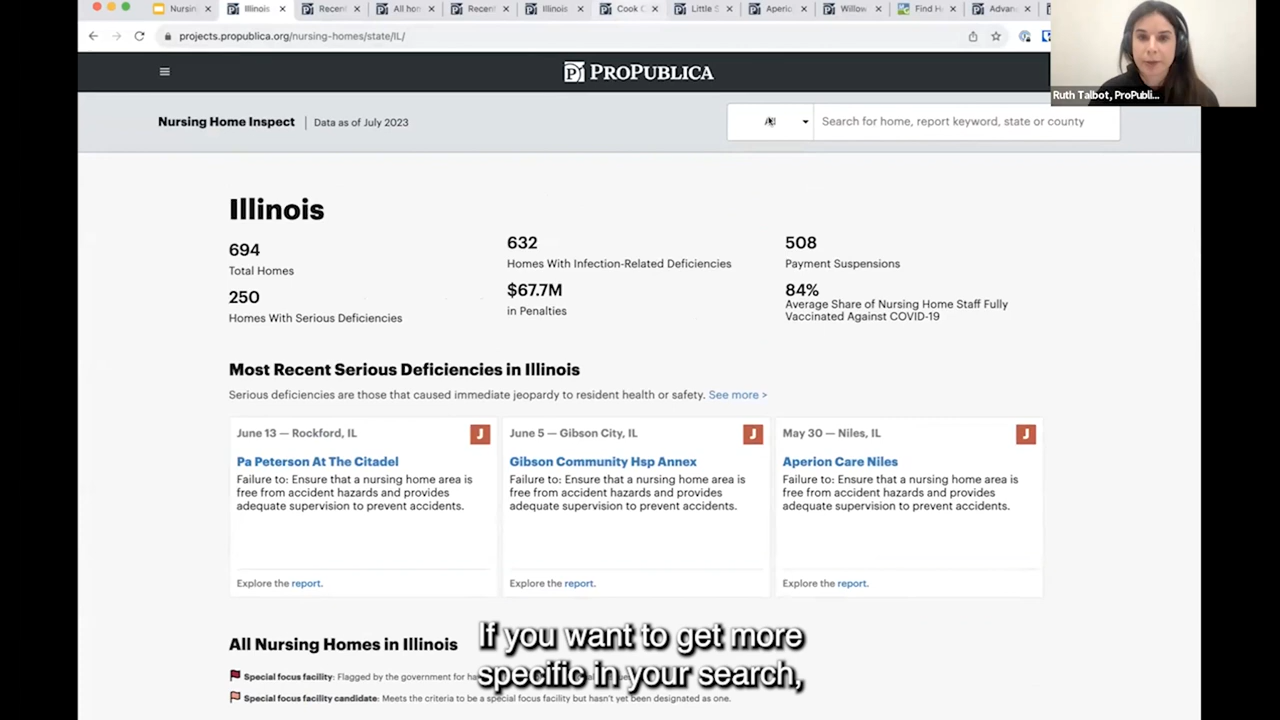 Nursin
Illinois
Recent
All hon
Recent
Illinois
Cook C
Little S
Aperio
Willow
Find H
Advan
projects.propublica.org/nursing-homes/state/IL/
PROPUBLICA
Ruth Talbot, ProPubli...
Nursing Home Inspect
Data as of July 2023
Search for home, report keyword, state or county
Illinois
694
Total Homes
632
Homes With Infection-Related Deficiencies
508
Payment Suspensions
250
Homes With Serious Deficiencies
$67.7M
in Penalties
84%
Average Share of Nursing Home Staff Fully
Vaccinated Against COVID-19
Most Recent Serious Deficiencies in Illinois
Serious deficiencies are those that caused immediate jeopardy to resident health or safety. See more >
June 13 — Rockford, IL
J
Pa Peterson At The Citadel
Failure to: Ensure that a nursing home area is
free from accident hazards and provides
adequate supervision to prevent accidents.
Explore the report.
June 5 — Gibson City, IL
J
Gibson Community Hsp Annex
Failure to: Ensure that a nursing home area is
free from accident hazards and provides
adequate supervision to prevent accidents.
Explore the report.
May 30 — Niles, IL
J
Aperion Care Niles
Failure to: Ensure that a nursing home area is
free from accident hazards and provides
adequate supervision to prevent accidents.
Explore the report.
All Nursing Homes in Illinois
Special focus facility: Flagged by the government for
Special focus facility candidate: Meets the criteria to be a special focus facility but hasn't yet been designated as one.
If you want to get more
specific in your search,